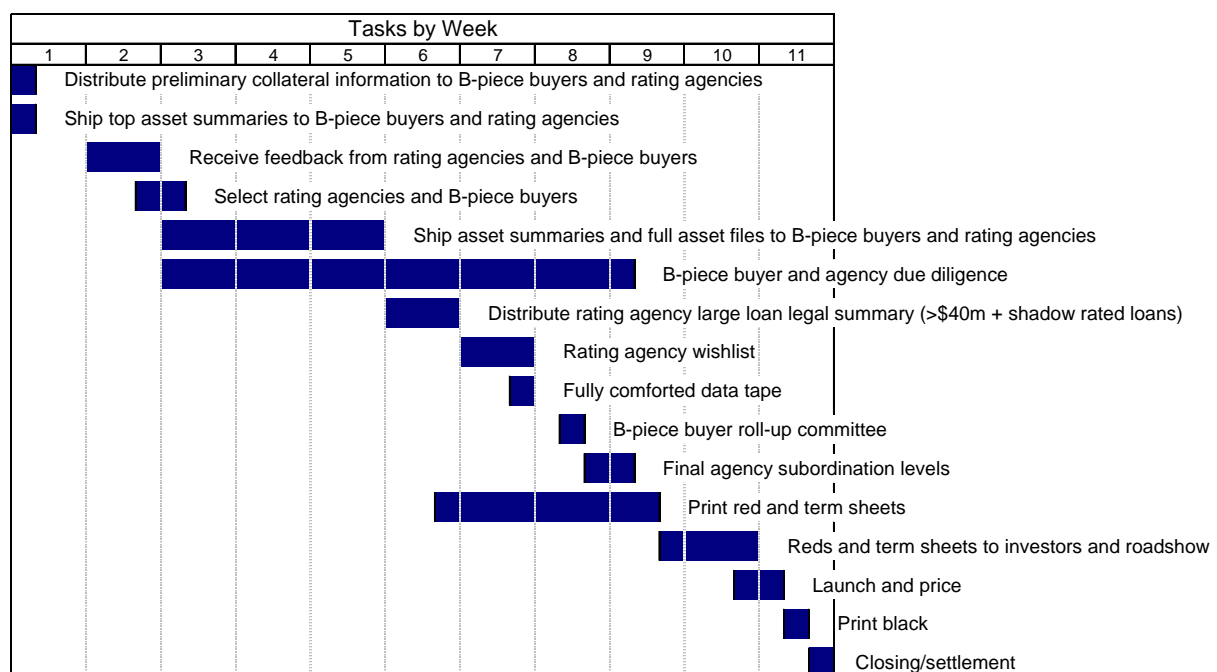 Tasks by Week
1 2 3 4 5 6 7 8 9 10 11
Distribute preliminary collateral information to B-piece buyers and rating agencies
Ship top asset summaries to B-piece buyers and rating agencies
Receive feedback from rating agencies and B-piece buyers
Select rating agencies and B-piece buyers
Ship asset summaries and full asset files to B-piece buyers and rating agencies
B-piece buyer and agency due diligence
Distribute rating agency large loan legal summary (>$40m + shadow rated loans)
Rating agency wishlist
Fully comforted data tape
B-piece buyer roll-up committee
Final agency subordination levels
Print red and term sheets
Reds and term sheets to investors and roadshow
Launch and price
Print black
Closing/settlement